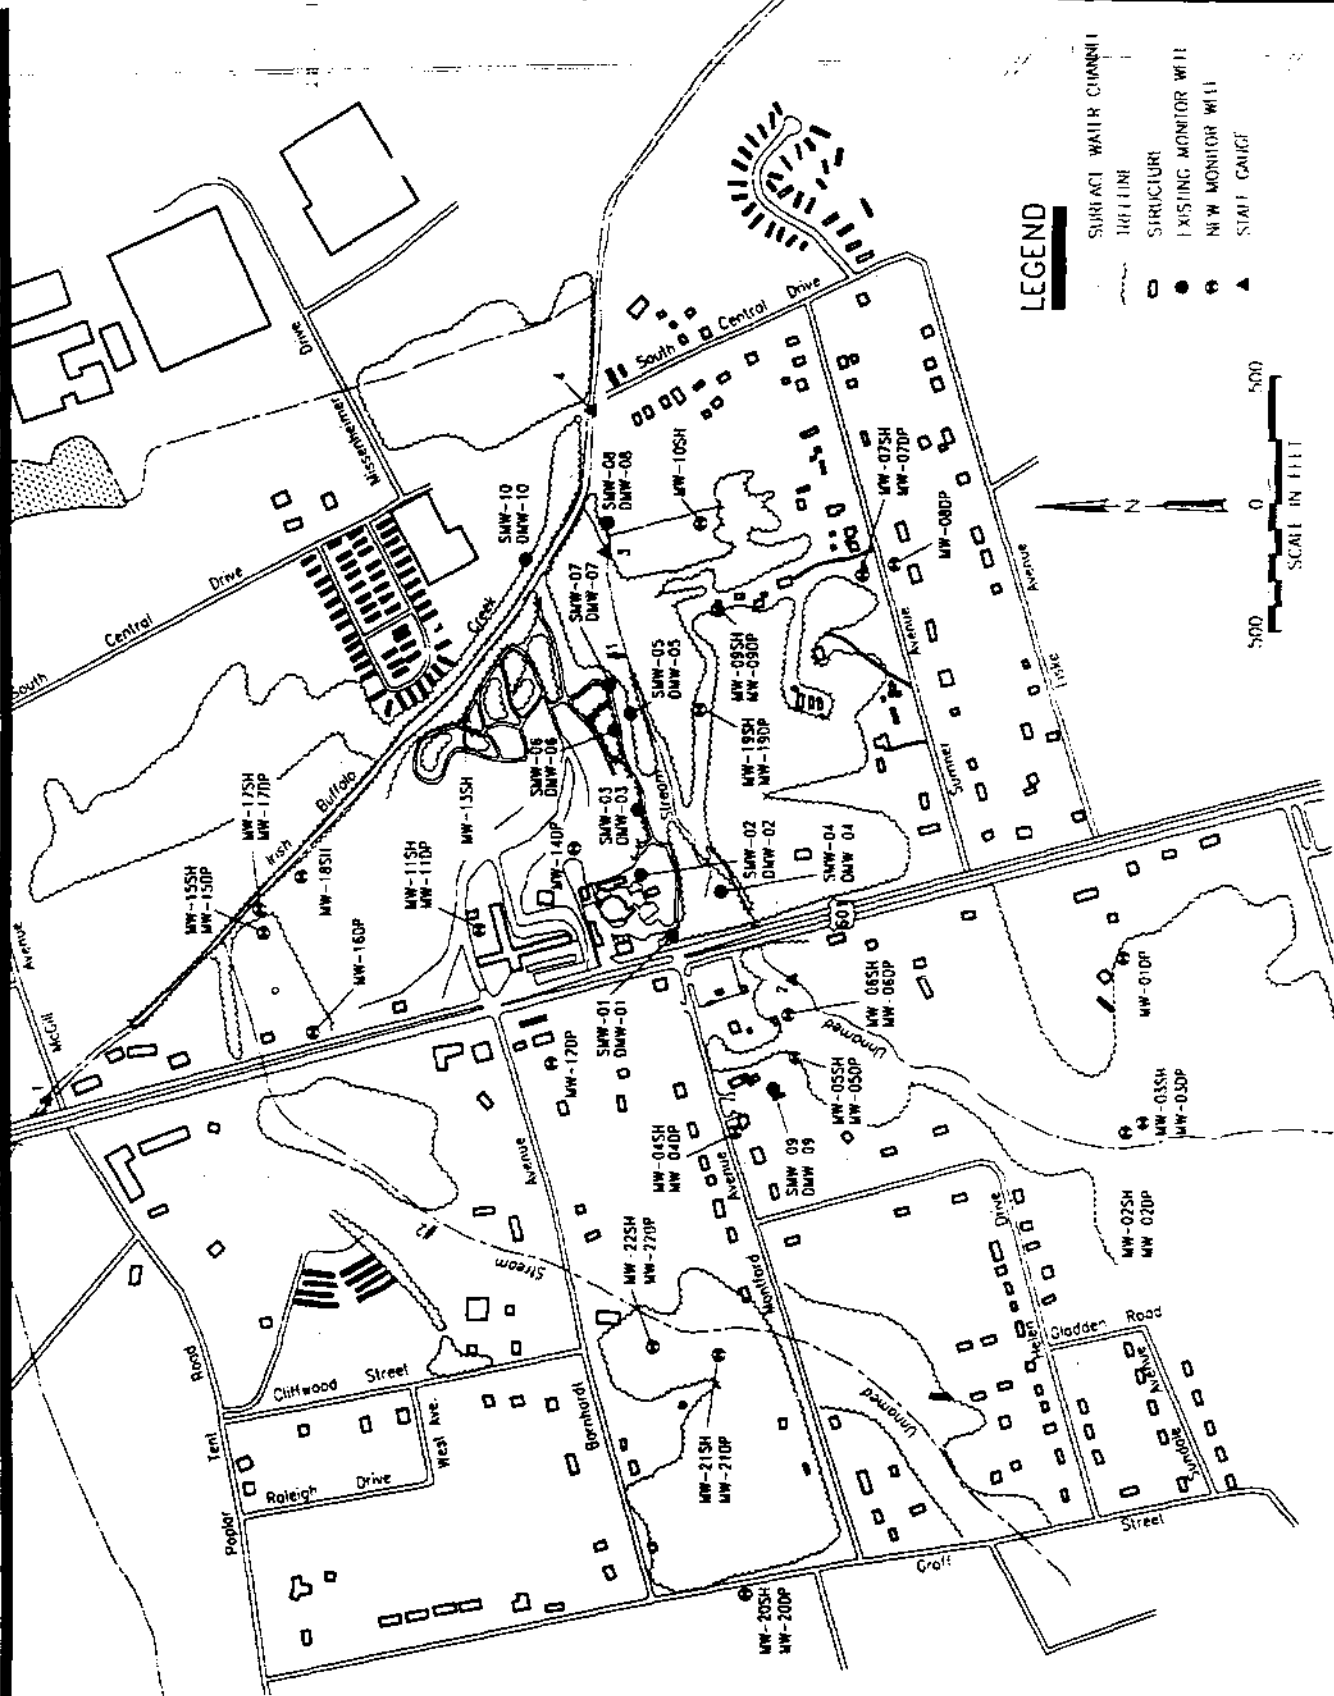 LEGEND
SURFACE WATER CHANNEL
TREELINE
STRUCTURE
EXISTING MONITOR WELL
NEW MONITOR WELL
STAFF GAUGE
500 0 500
SCALE IN FEET
N
South Central Drive
Missenheimer Drive
South Central Drive
Irish Buffalo Creek
McGill Avenue
MW-17SH
MW-17DP
MW-15SH
MW-15DP
MW-18SH
MW-16DP
MW-11SH
MW-11DP
MW-13SH
MW-14DP
SMW-10
DMW-10
SMW-08
DMW-08
SMW-07
DMW-07
MW-10SH
SMW-06
DMW-06
SMW-05
DMW-05
SMW-03
DMW-03
MW-09SH
MW-09DP
MW-19SH
MW-19DP
MW-07SH
MW-07DP
MW-08DP
SMW-02
DMW-02
SMW-04
DMW 04
SMW-01
DMW-01
Stream
601
Sumner Avenue
Lake Avenue
MW-12DP
MW 06SH
MW-06DP
MW-05SH
MW-05DP
Unnamed
MW-01DP
MW-03SH
MW-03DP
MW-02SH
MW 02DP
MW-04SH
MW 04DP
SMW 09
DMW 09
MW-22SH
MW-22DP
MW-21SH
MW-21DP
MW-20SH
MW-20DP
Barnhardt Avenue
Montford Avenue
Stream
Unnamed
Helen Drive
Gladden Road
Sundale Avenue
Graff Street
Poplar Tent Road
Cliffwood Street
Raleigh Drive
West Ave.
1
2
3
4
#1
#2